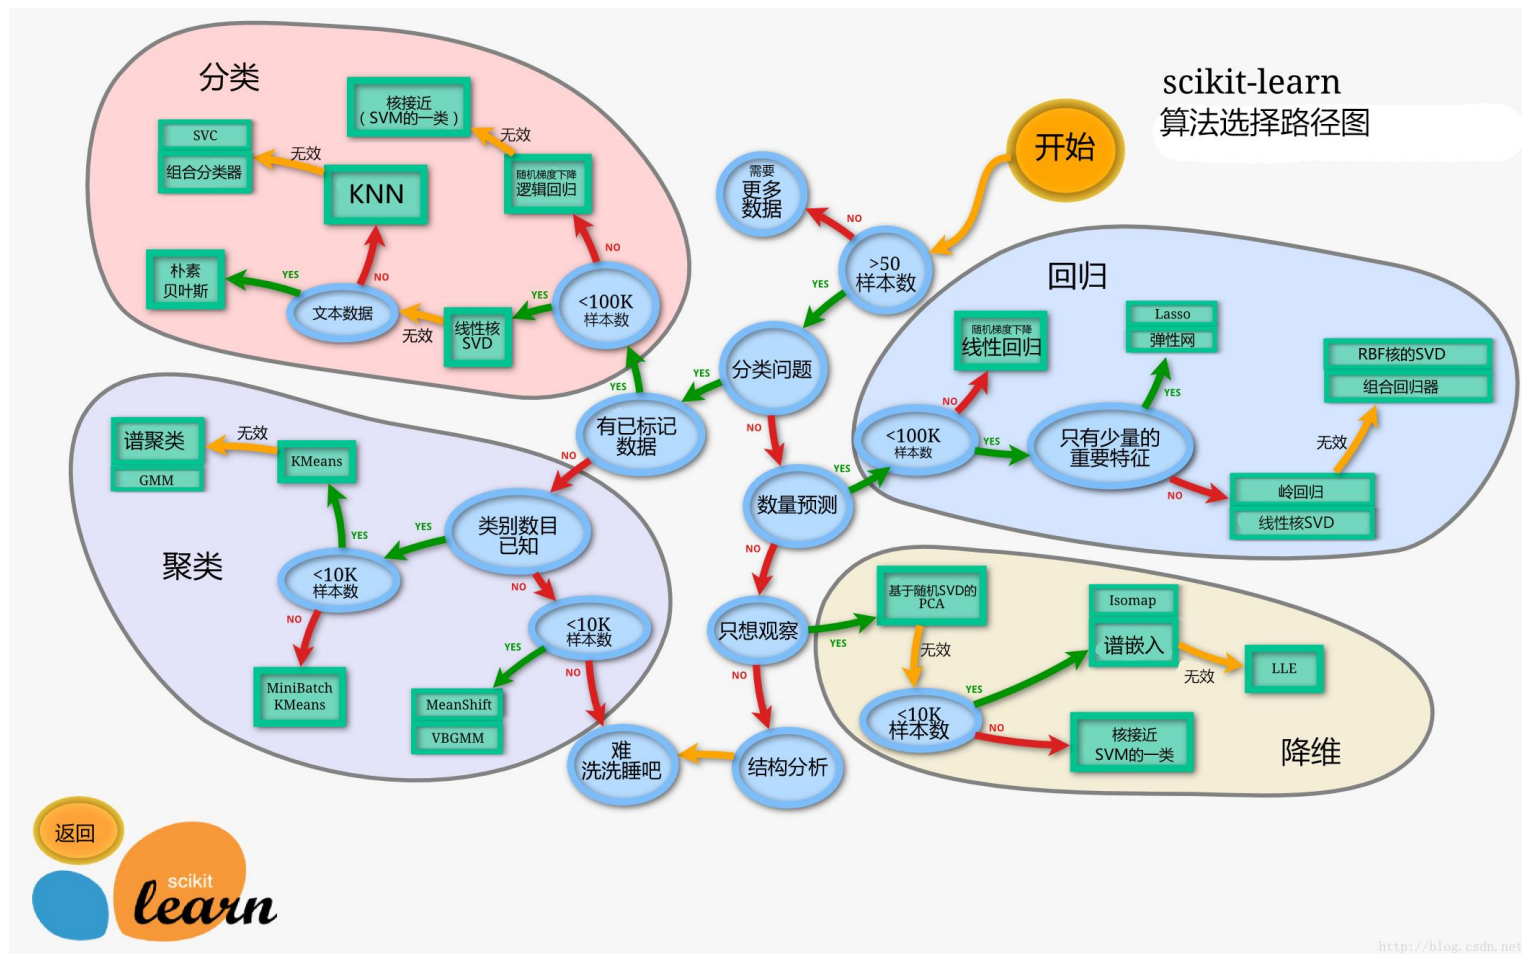 scikit-learn
算法选择路径图
开始
需要
更多
数据
NO
>50
样本数
YES
分类问题
YES
NO
有已标记
数据
YES
NO
数量预测
YES
NO
只想观察
YES
NO
结构分析
难
洗洗睡吧
分类
核接近
（SVM的一类）
无效
随机梯度下降
逻辑回归
NO
<100K
样本数
YES
线性核
SVD
无效
文本数据
NO
YES
KNN
无效
SVC
组合分类器
朴素
贝叶斯
聚类
谱聚类
GMM
无效
KMeans
YES
<10K
样本数
YES
类别数目
已知
NO
NO
MiniBatch
KMeans
<10K
样本数
YES
NO
MeanShift
VBGMM
回归
随机梯度下降
线性回归
NO
<100K
样本数
YES
只有少量的
重要特征
YES
Lasso
弹性网
NO
岭回归
线性核SVD
无效
RBF核的SVD
组合回归器
降维
基于随机SVD的
PCA
无效
<10K
样本数
YES
NO
Isomap
谱嵌入
无效
LLE
核接近
SVM的一类
返回
scikit
learn
http://blog.csdn.net